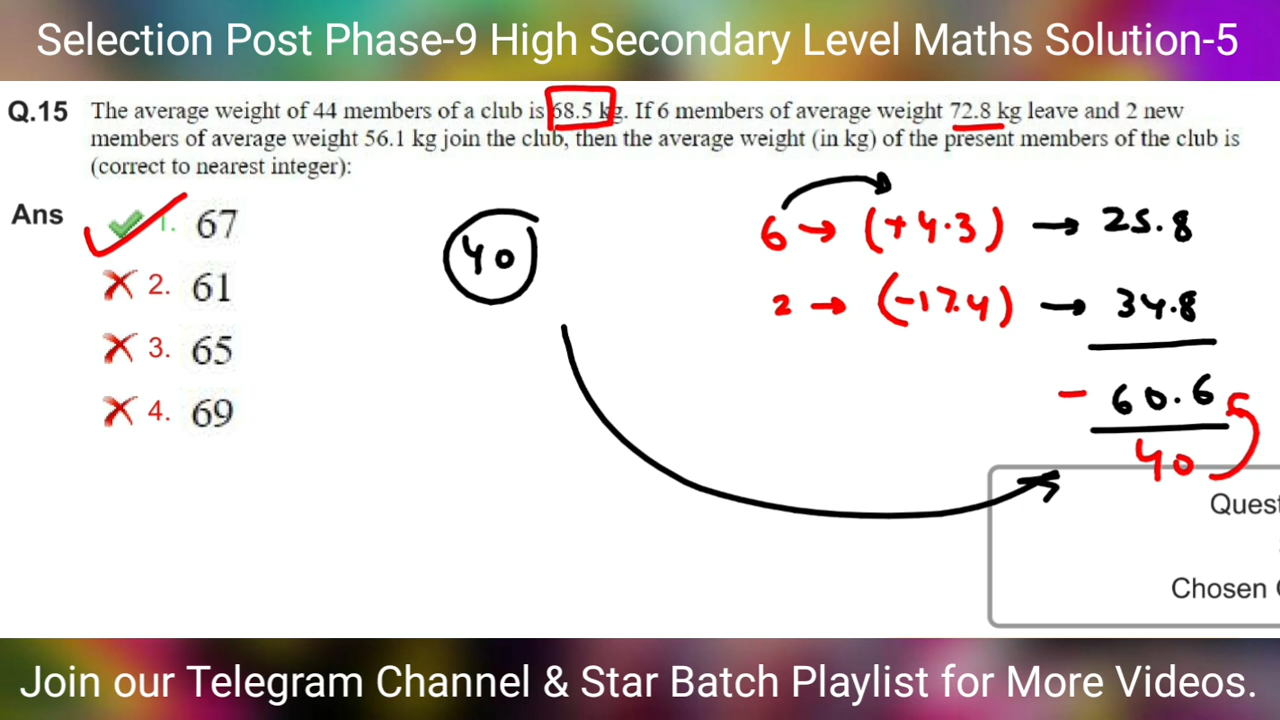 Selection Post Phase-9 High Secondary Level Maths Solution-5
Q.15 The average weight of 44 members of a club is 68.5 kg. If 6 members of average weight 72.8 kg leave and 2 new
members of average weight 56.1 kg join the club, then the average weight (in kg) of the present members of the club is
(correct to nearest integer):
Ans 1. 67
2. 61
3. 65
4. 69
40
6 → (+4.3) → 25.8
2 → (-17.4) → 34.8
- 60.6
40
Quest
Chosen
Join our Telegram Channel & Star Batch Playlist for More Videos.